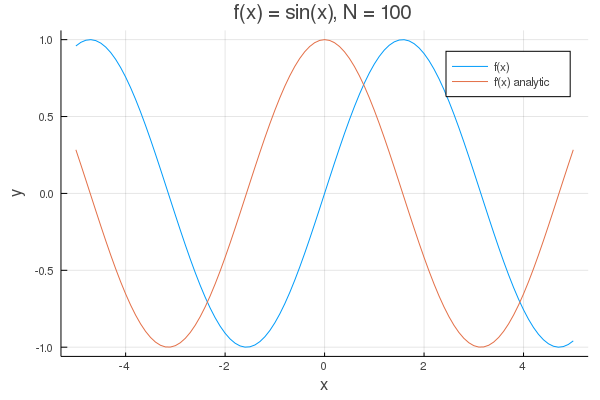 f(x) = sin(x), N = 100
1.0
f(x)
f(x) analytic
0.5
y
0.0
-0.5
-1.0
-4
-2
0
2
4
x